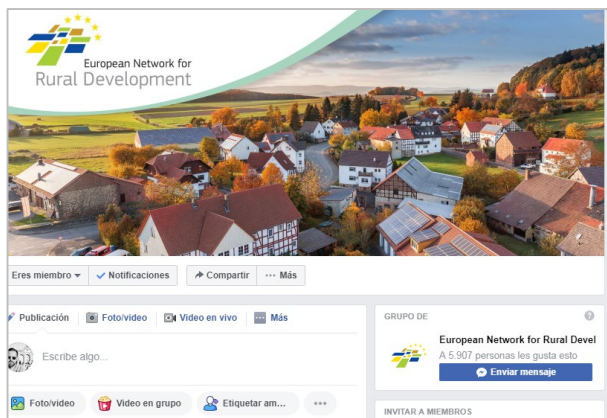 European Network for
Rural Development
Eres miembro Notificaciones Compartir ... Más
Publicación Foto/video Video en vivo Más
Escribe algo...
Foto/video Video en grupo Etiquetar am... ...
GRUPO DE
European Network for Rural Devel
A 5.907 personas les gusta esto
Enviar mensaje
INVITAR A MIEMBROS